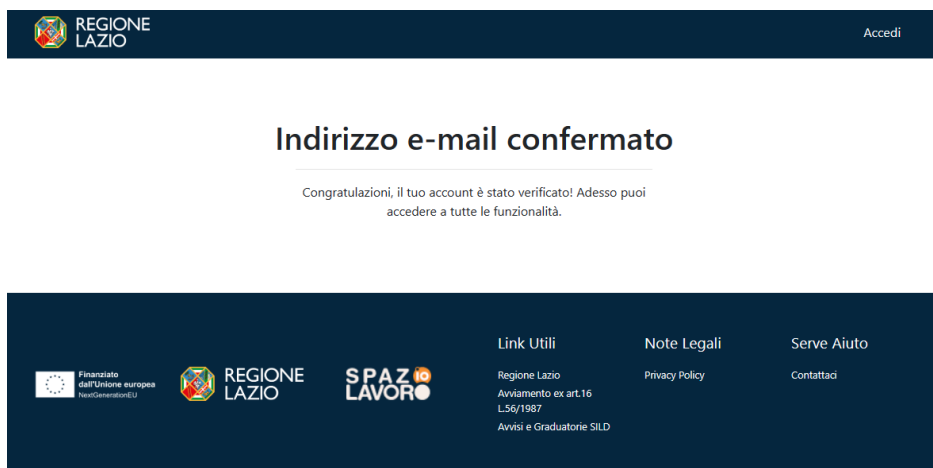 REGIONE
LAZIO
Accedi
Indirizzo e-mail confermato
Congratulazioni, il tuo account è stato verificato! Adesso puoi
accedere a tutte le funzionalità.
Finanziato
dall'Unione europea
NextGenerationEU
REGIONE
LAZIO
SPAZIO
LAVORO
Link Utili
Regione Lazio
Avviamento ex art.16
L.56/1987
Avvisi e Graduatorie SILD
Note Legali
Privacy Policy
Serve Aiuto
Contattaci